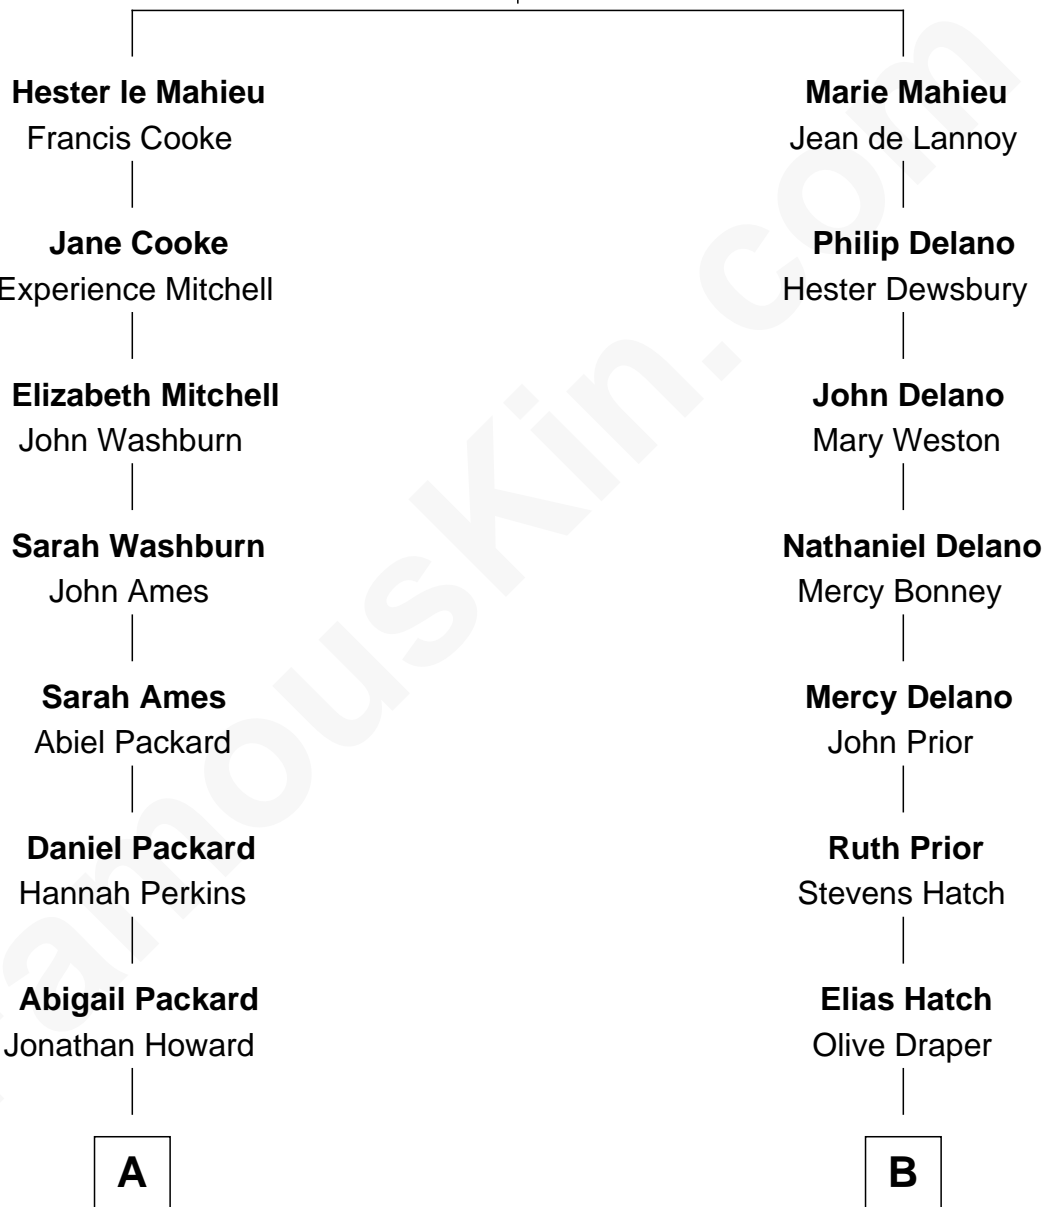 Hester le Mahieu
Francis Cooke
Marie Mahieu
Jean de Lannoy
Jane Cooke
Experience Mitchell
Philip Delano
Hester Dewsbury
Elizabeth Mitchell
John Washburn
John Delano
Mary Weston
Sarah Washburn
John Ames
Nathaniel Delano
Mercy Bonney
Sarah Ames
Abiel Packard
Mercy Delano
John Prior
Daniel Packard
Hannah Perkins
Ruth Prior
Stevens Hatch
Abigail Packard
Jonathan Howard
Elias Hatch
Olive Draper
A
B
FamousKin.com